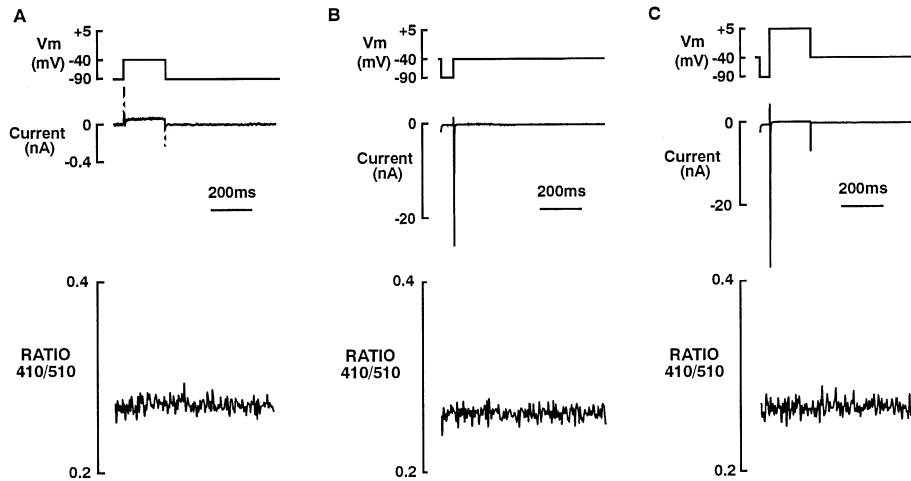 A
Vm
(mV)
+5
-40
-90
Current
(nA)
0
-0.4
200ms
RATIO
410/510
0.4
0.2
B
Vm
(mV)
+5
-40
-90
Current
(nA)
0
-20
200ms
RATIO
410/510
0.4
0.2
C
Vm
(mV)
+5
-40
-90
Current
(nA)
0
-20
200ms
RATIO
410/510
0.4
0.2